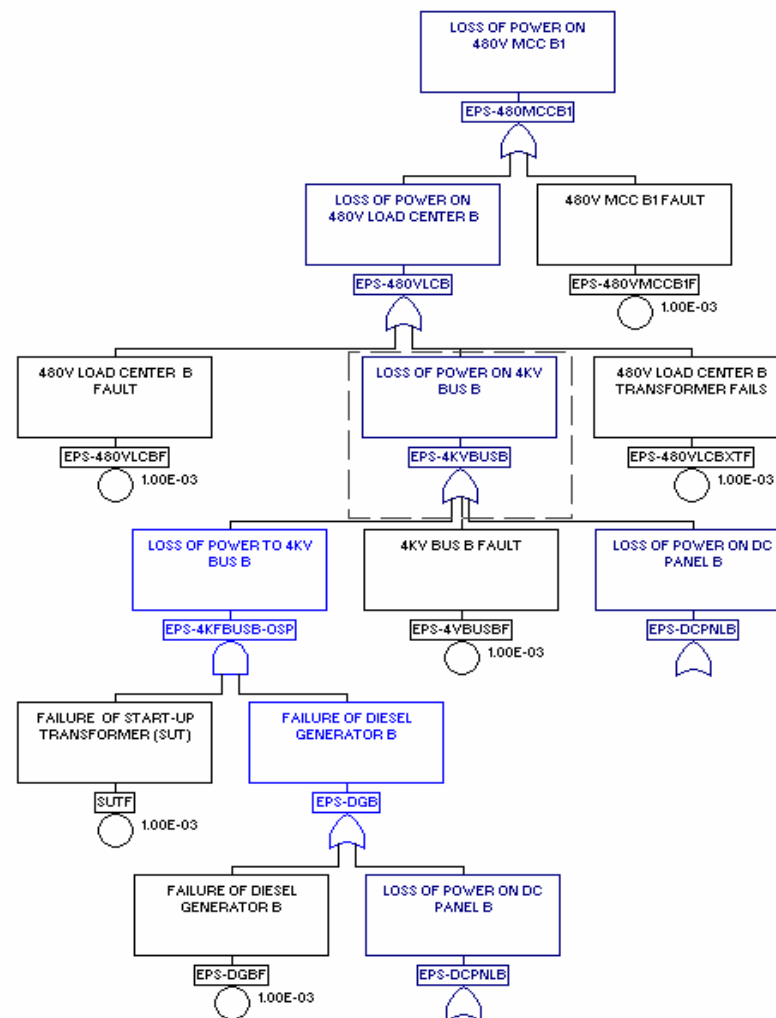 LOSS OF POWER ON
480V MCC B1
EPS-480MCCB1
LOSS OF POWER ON
480V LOAD CENTER B
480V MCC B1 FAULT
EPS-480VLCB
EPS-480VMCCB1F
1.00E-03
480V LOAD CENTER B
FAULT
LOSS OF POWER ON 4KV
BUS B
480V LOAD CENTER B
TRANSFORMER FAILS
EPS-480VLCBF
EPS-4KVBUSB
EPS-480VLCBXTF
1.00E-03
1.00E-03
LOSS OF POWER TO 4KV
BUS B
4KV BUS B FAULT
LOSS OF POWER ON DC
PANEL B
EPS-4KFBUSB-OSP
EPS-4VBUSBF
EPS-DCPNLB
1.00E-03
FAILURE OF START-UP
TRANSFORMER (SUT)
FAILURE OF DIESEL
GENERATOR B
SUTF
EPS-DGB
1.00E-03
FAILURE OF DIESEL
GENERATOR B
LOSS OF POWER ON DC
PANEL B
EPS-DGBF
EPS-DCPNLB
1.00E-03